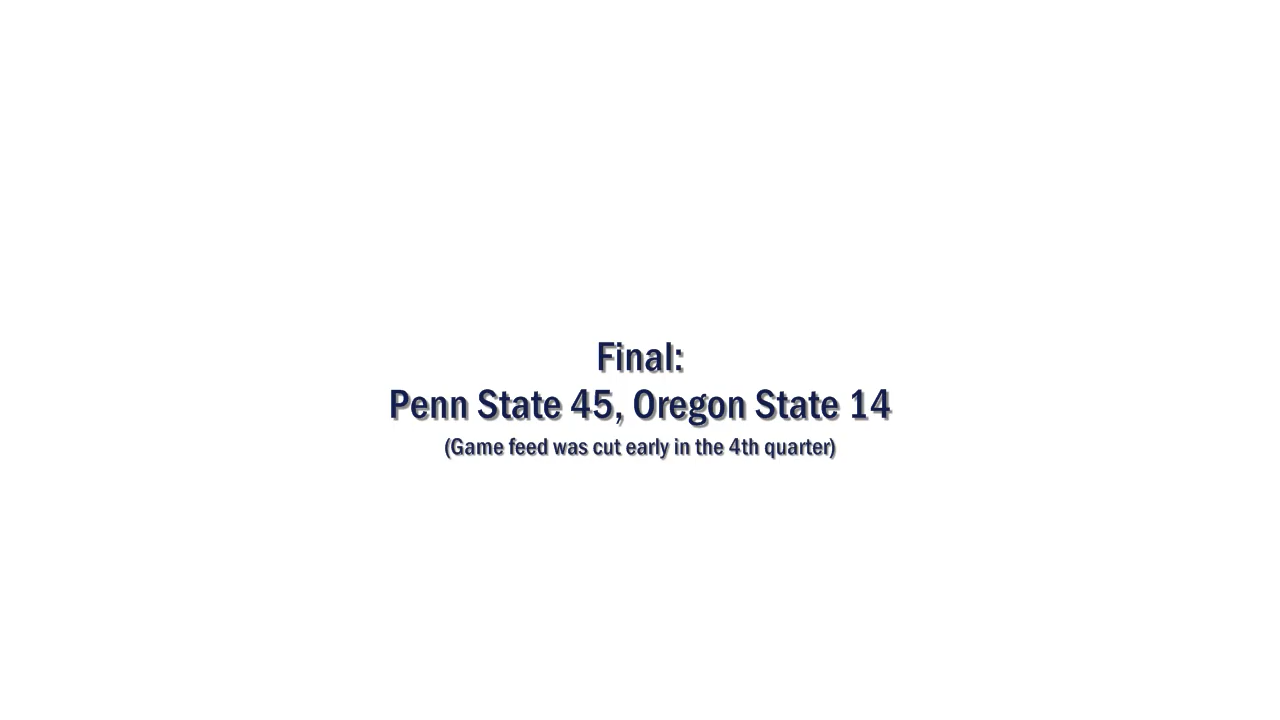 Final:
Penn State 45, Oregon State 14
(Game feed was cut early in the 4th quarter)